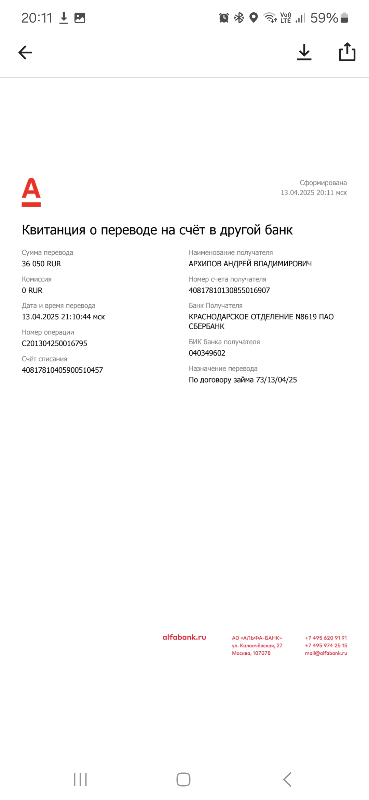 20:11
Vo))
LTE
59%
Сформирована
13.04.2025 20:11 мск
Квитанция о переводе на счёт в другой банк
Сумма перевода
36 050 RUR
Комиссия
0 RUR
Дата и время перевода
13.04.2025 21:10:44 мск
Номер операции
C201304250016795
Счёт списания
40817810405900510457
Наименование получателя
АРХИПОВ АНДРЕЙ ВЛАДИМИРОВИЧ
Номер счета получателя
40817810130855016907
Банк Получателя
КРАСНОДАРСКОЕ ОТДЕЛЕНИЕ N8619 ПАО
СБЕРБАНК
БИК банка получателя
040349602
Назначение перевода
По договору займа 73/13/04/25
alfabank.ru
АО «АЛЬФА-БАНК»
ул. Каланчёвская, 27
Москва, 107078
+7 495 620 91 91
+7 495 974 25 15
mail@alfabank.ru